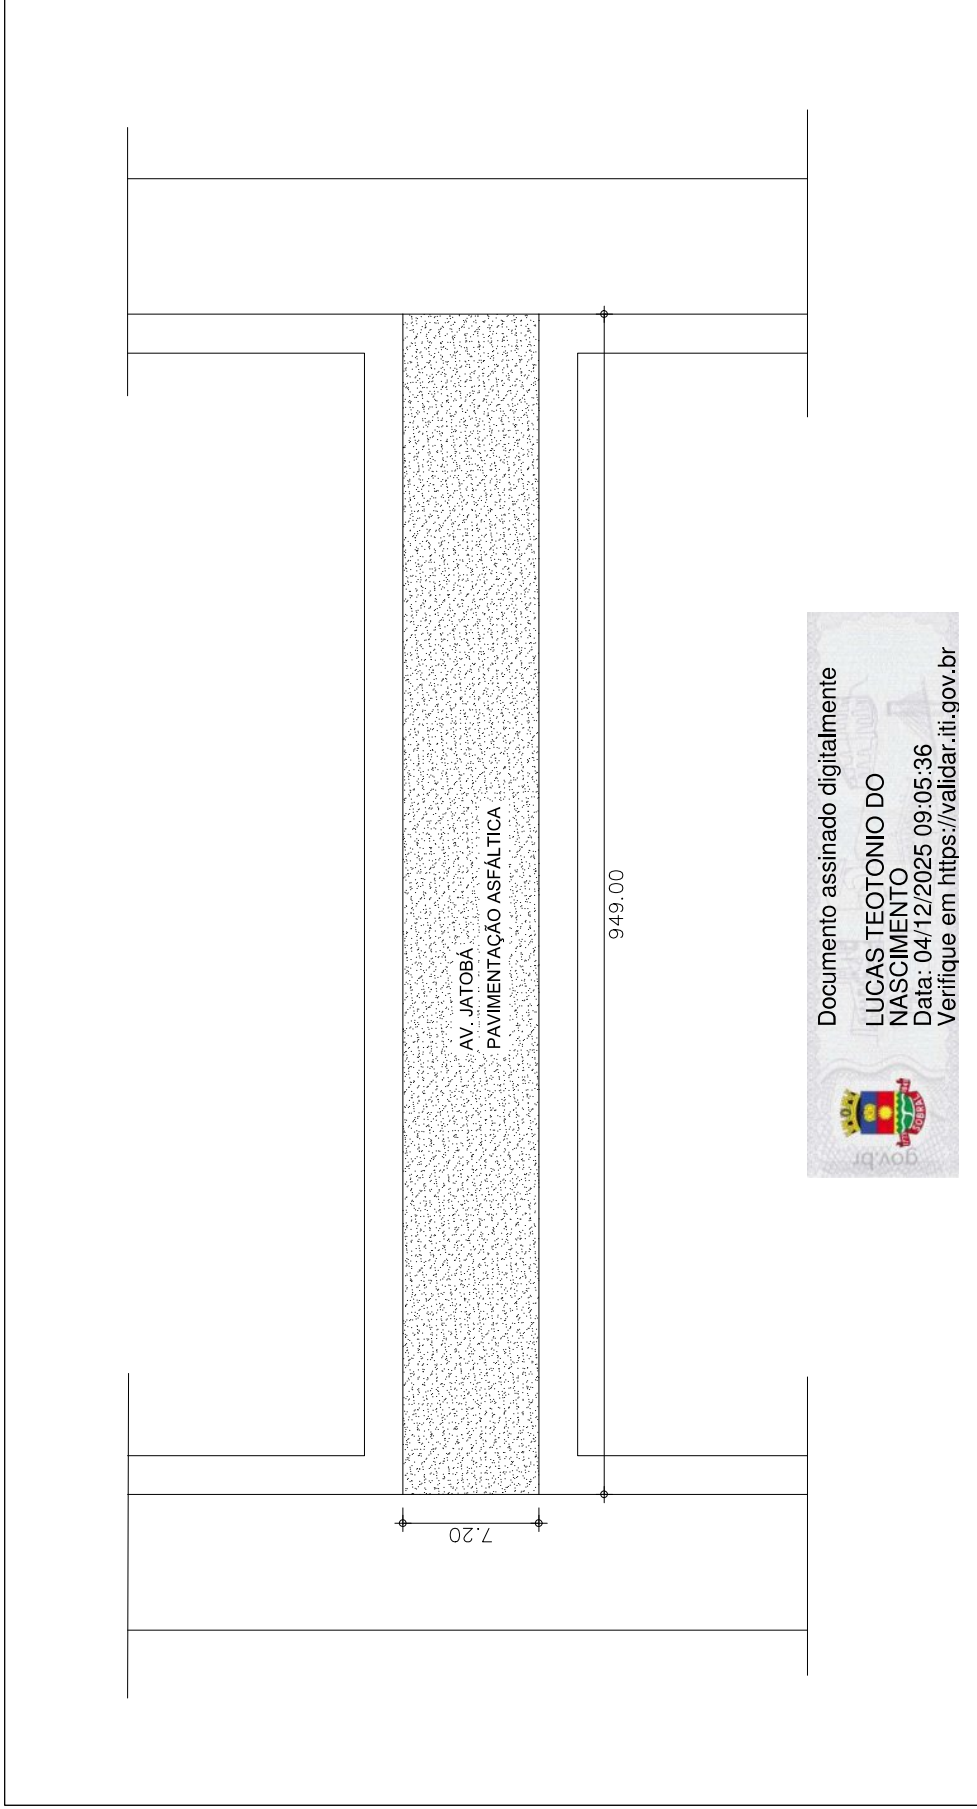 AV. JATOBÁ
PAVIMENTAÇÃO ASFÁLTICA
949.00
7.20
gov.br
SOBRAL
Documento assinado digitalmente
LUCAS TEOTONIO DO
NASCIMENTO
Data: 04/12/2025 09:05:36
Verifique em https://validar.iti.gov.br